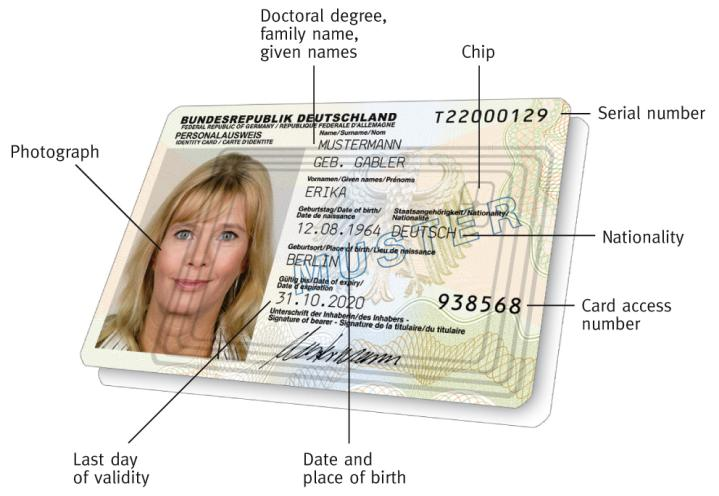 Doctoral degree,
family name,
given names
Chip
Serial number
Photograph
BUNDESREPUBLIK DEUTSCHLAND
FEDERAL REPUBLIC OF GERMANY / REPUBLIQUE FEDERALE D'ALLEMAGNE
PERSONALAUSWEIS
IDENTITY CARD / CARTE D'IDENTITE
T22000129
Name/Surname/Nom
MUSTERMANN
GEB. GABLER
Vornamen/Given names/Prénoms
ERIKA
Geburtstag/Date of birth/
Date de naissance
Staatsangehörigkeit/Nationality/
Nationalité
12.08.1964
DEUTSCH
Geburtsort/Place of birth/Lieu de naissance
BERLIN
MUSTER
Gültig bis/Date of expiry/
Date d'expiration
31.10.2020
938568
Unterschrift der Inhaberin/des Inhabers -
Signature of bearer - Signature de la titulaire/du titulaire
Mustermann
Nationality
Card access
number
Last day
of validity
Date and
place of birth